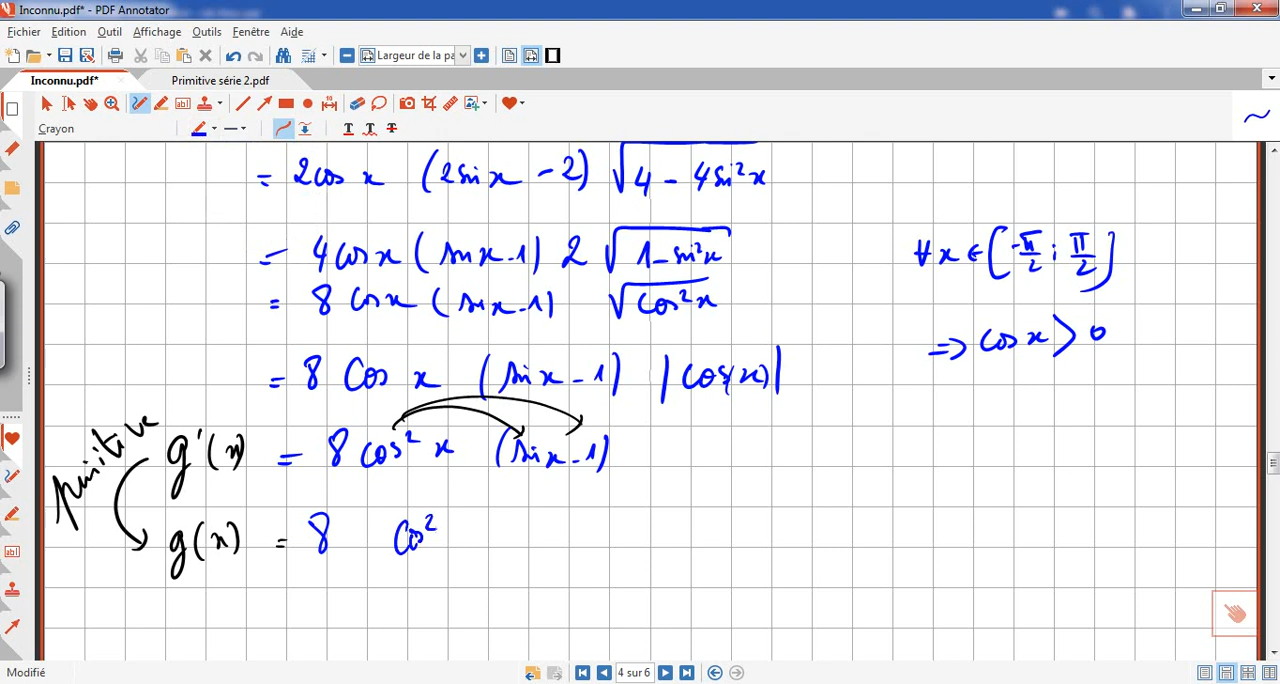 Inconnu.pdf* - PDF Annotator
Fichier Edition Outil Affichage Outils Fenêtre Aide
Largeur de la pa
Inconnu.pdf* Primitive série 2.pdf
Crayon
= 2cos x (2sin x - 2) √4 - 4sin²x
= 4cos x (sin x - 1) 2 √1 - sin²x
= 8 cos x (sin x - 1) √cos²x
= 8 cos x (sin x - 1) |cos(x)|
∀x ∈ [-π/2 ; π/2]
=> cos x > 0
primitive
g'(x) = 8 cos² x (sin x - 1)
g(x) = 8 cos²
4 sur 6
Modifié